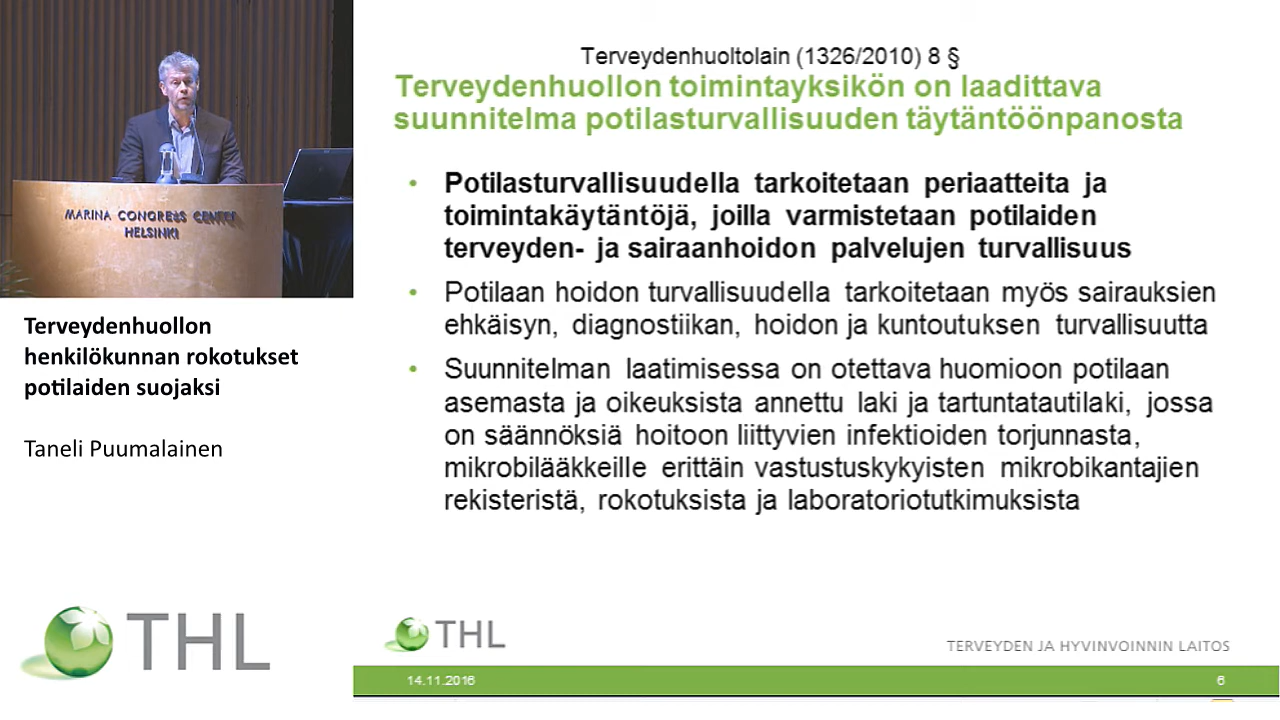 MARINA CONGRESS CENTER
HELSINKI
Terveydenhuollon
henkilökunnan rokotukset
potilaiden suojaksi
Taneli Puumalainen
THL
Terveydenhuoltolain (1326/2010) 8 §
Terveydenhuollon toimintayksikön on laadittava
suunnitelma potilasturvallisuuden täytäntöönpanosta
• Potilasturvallisuudella tarkoitetaan periaatteita ja
toimintakäytäntöjä, joilla varmistetaan potilaiden
terveyden- ja sairaanhoidon palvelujen turvallisuus
• Potilaan hoidon turvallisuudella tarkoitetaan myös sairauksien
ehkäisyn, diagnostiikan, hoidon ja kuntoutuksen turvallisuutta
• Suunnitelman laatimisessa on otettava huomioon potilaan
asemasta ja oikeuksista annettu laki ja tartuntatautilaki, jossa
on säännöksiä hoitoon liittyvien infektioiden torjunnasta,
mikrobilääkkeille erittäin vastustuskykyisten mikrobikantajien
rekisteristä, rokotuksista ja laboratoriotutkimuksista
THL
TERVEYDEN JA HYVINVOINNIN LAITOS
14.11.2016
6